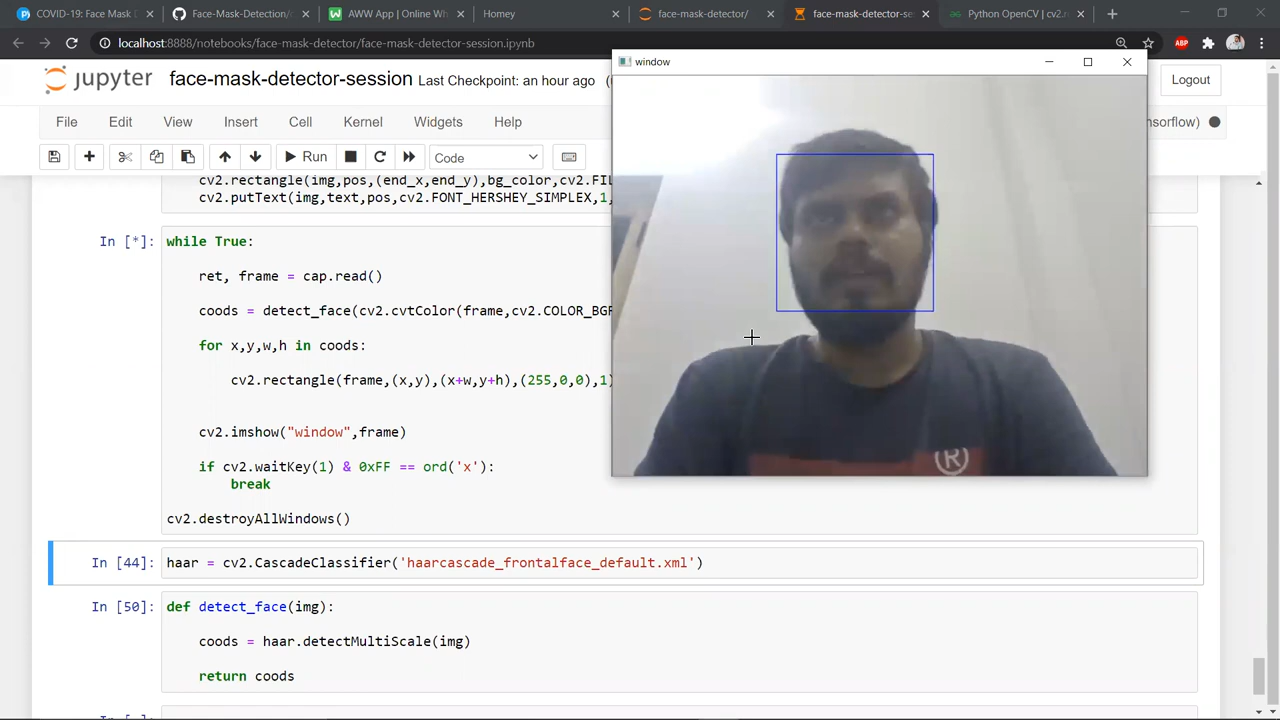 COVID-19: Face Mask D
Face-Mask-Detection/c
AWW App | Online Wh
Homey
face-mask-detector/
face-mask-detector-se
Python OpenCV | cv2.r
localhost:8888/notebooks/face-mask-detector/face-mask-detector-session.ipynb
ABP
window
jupyter face-mask-detector-session Last Checkpoint: an hour ago
Logout
File Edit View Insert Cell Kernel Widgets Help
nsorflow)
Run
Code
cv2.rectangle(img,pos,(end_x,end_y),bg_color,cv2.FIL
cv2.putText(img,text,pos,cv2.FONT_HERSHEY_SIMPLEX,1,
In [*]: while True:
ret, frame = cap.read()
coods = detect_face(cv2.cvtColor(frame,cv2.COLOR_BGR
for x,y,w,h in coods:
cv2.rectangle(frame,(x,y),(x+w,y+h),(255,0,0),1)
cv2.imshow("window",frame)
if cv2.waitKey(1) & 0xFF == ord('x'):
break
cv2.destroyAllWindows()
In [44]: haar = cv2.CascadeClassifier('haarcascade_frontalface_default.xml')
In [50]: def detect_face(img):
coods = haar.detectMultiScale(img)
return coods
®